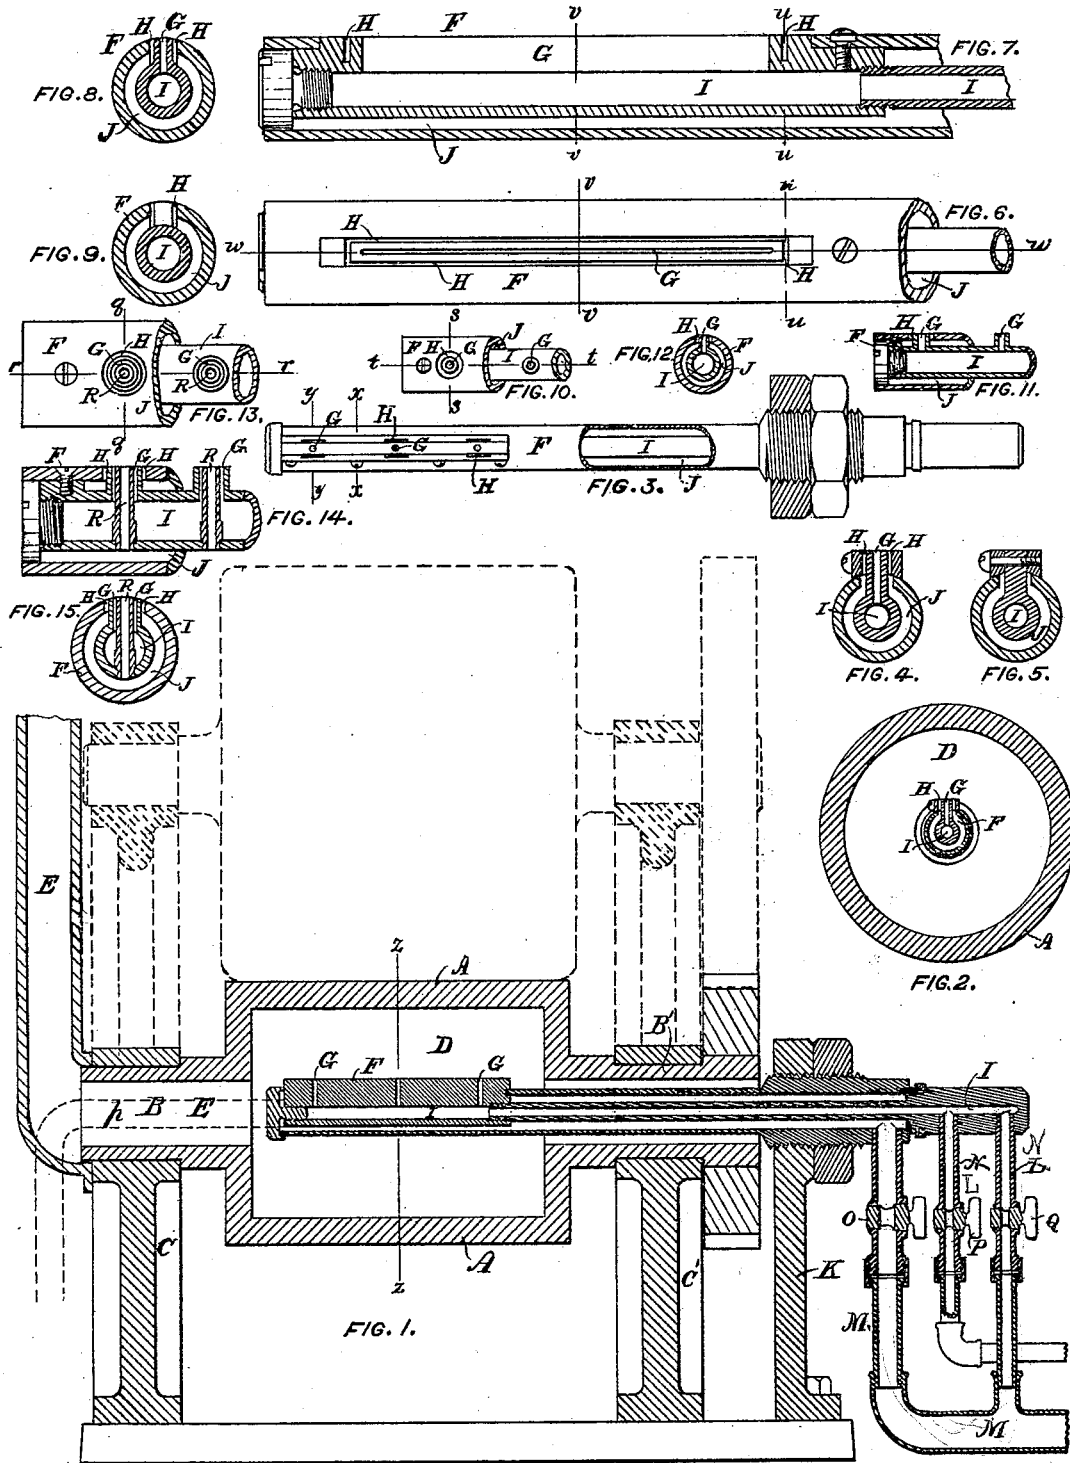 H G H
F
I
J
FIG. 8.
F v u H
G
I I
J v u
FIG. 7.
F H
I
J
FIG. 9.
v u
w H
H F G H
J w
v u
FIG. 6.
q
r F G H I G r
R J R
q
FIG. 13.
s
t F H G J I G t
s
FIG. 10.
H G
F
I J
FIG. 12.
F H G G
I
J
FIG. 11.
y x H
G G F I
J
y x H
FIG. 3.
F H G H R G
R I
J
FIG. 14.
H G R G H
I
F J
FIG. 15.
H G H
I J
FIG. 4.
I
J
FIG. 5.
D
H G
F
I
A
FIG. 2.
E
z A
B
G F D G
p B E I I
N N
L L
O P Q
C A C' K
z
M
M
FIG. 1.